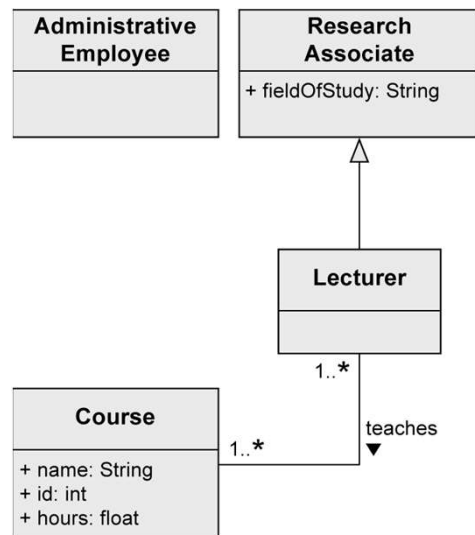 Administrative
Employee
Research
Associate
+ fieldOfStudy: String
Lecturer
1..*
teaches
Course
1..*
+ name: String
+ id: int
+ hours: float